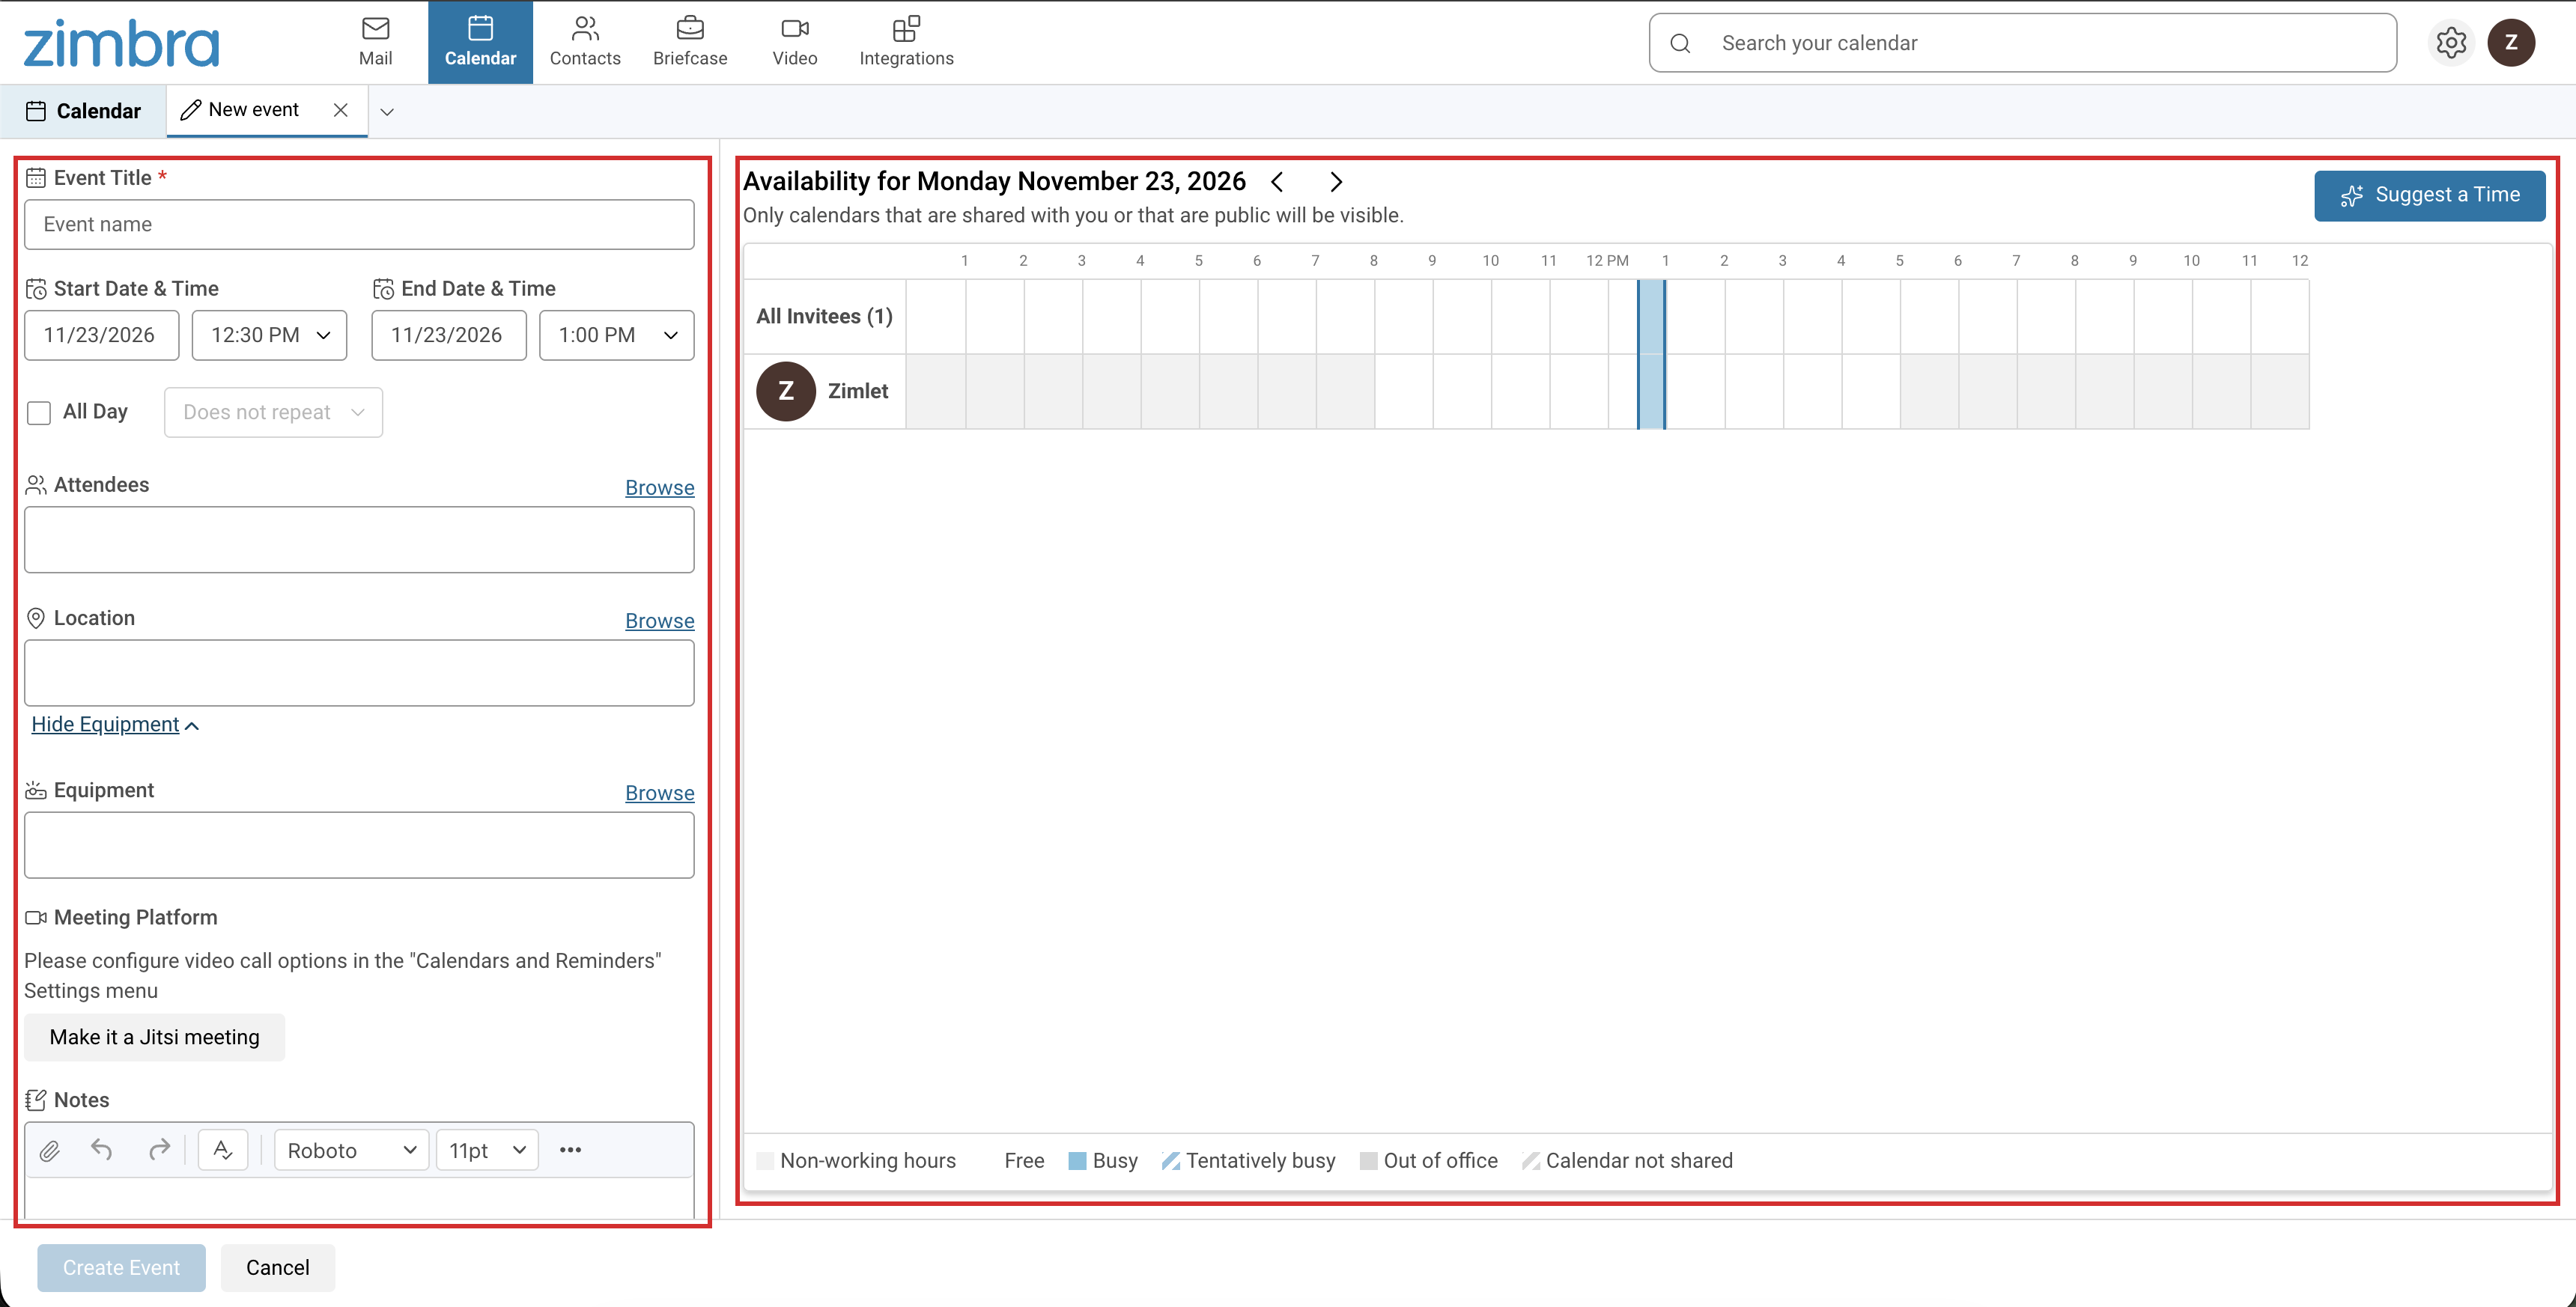 zimbra
Mail
Calendar
Contacts
Briefcase
Video
Integrations
Search your calendar
Z
Calendar
New event
Event Title *
Event name
Start Date & Time
End Date & Time
11/23/2026
12:30 PM
11/23/2026
1:00 PM
All Day
Does not repeat
Attendees
Browse
Location
Browse
Hide Equipment
Equipment
Browse
Meeting Platform
Please configure video call options in the "Calendars and Reminders"
Settings menu
Make it a Jitsi meeting
Notes
Roboto
11pt
Create Event
Cancel
Availability for Monday November 23, 2026
Only calendars that are shared with you or that are public will be visible.
Suggest a Time
1 2 3 4 5 6 7 8 9 10 11 12 PM 1 2 3 4 5 6 7 8 9 10 11 12
All Invitees (1)
Z Zimlet
Non-working hours Free Busy Tentatively busy Out of office Calendar not shared